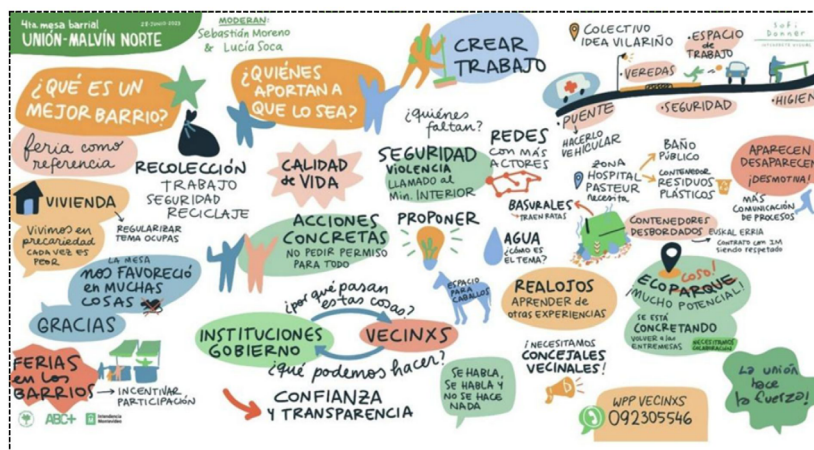 4ta. mesa barrial
28 JUNIO 2023
UNIÓN-MALVÍN NORTE
MODERAN:
Sebastián Moreno
& Lucía Soca
¿QUÉ ES UN
MEJOR BARRIO?
¿QUIÉNES
APORTAN A
QUE LO SEA?
CREAR
TRABAJO
COLECTIVO
IDEA VILARIÑO
•ESPACIO
de
TRABAJO
Sofi
Donner
VEREDAS
•PUENTE
HACERLO
VEHICULAR
•SEGURIDAD
•HIGIEN
feria como
referencia
RECOLECCIÓN
TRABAJO
SEGURIDAD
RECICLAJE
CALIDAD
de VIDA
¿quiénes
faltan?
SEGURIDAD
VIOLENCIA
LLAMADO al
Min. INTERIOR
REDES
CON MÁS
ACTORES
ZONA
HOSPITAL
PASTEUR
necesita
BAÑO
PÚBLICO
CONTENEDOR
RESIDUOS
PLÁSTICOS
APARECEN
DESAPARECEN
¡DESMOTIVA!
MÁS
COMUNICACIÓN
DE PROCESOS
VIVIENDA
REGULARIZAR
TEMA OCUPAS
Vivimos en
precariedad
CADA VEZ ES
PEOR
ACCIONES
CONCRETAS
NO PEDIR PERMISO
PARA TODO
PROPONER
BASURALES
TRAEN RATAS
AGUA
¿CÓMO ES
EL TEMA?
CONTENEDORES
DESBORDADOS
EUSKAL ERRIA
CONTRATO con IM
siendo respetado
LA MESA
NOS FAVORECIÓ
en MUCHAS
COSAS
GRACIAS
¿por qué pasan
estas cosas?
INSTITUCIONES
GOBIERNO
VECINXS
¿qué podemos hacer?
ESPACIO
PARA
CABALLOS
REALOJOS
APRENDER de
otras EXPERIENCIAS
COSO!
ECOPARQUE
¡MUCHO POTENCIAL!
SE ESTÁ
CONCRETANDO
VOLVER a las
ENTREMESAS
NECESITAMOS
COLABORACIÓN
FERIAS
en los
BARRIOS
INCENTIVAR
PARTICIPACIÓN
CONFIANZA
Y TRANSPARENCIA
SE HABLA,
SE HABLA Y
NO SE HACE
NADA
¡NECESITAMOS
CONCEJALES
VECINALES!
WPP VECINXS
092305546
La unión
hace
la fuerza!
ABC+
Intendencia
Montevideo